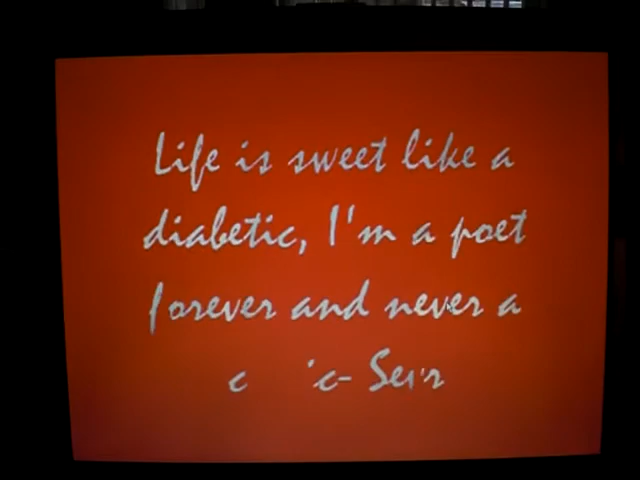 Life is sweet like a
diabetic, I'm a poet
forever and never a